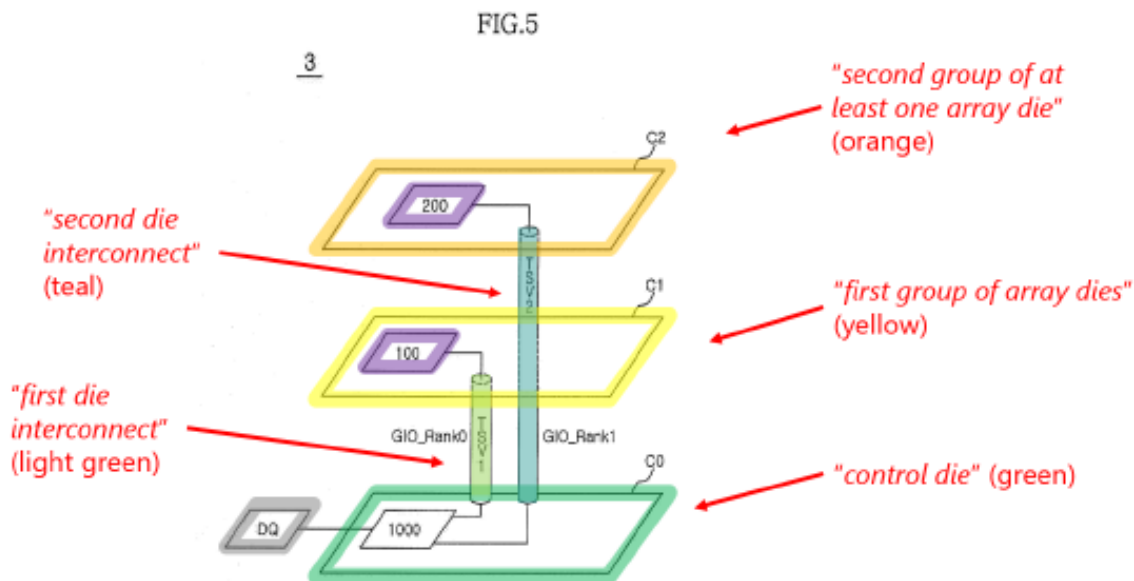 FIG.5
3
"second group of at
least one array die"
(orange)
C2
200
"second die
interconnect"
(teal)
TSV2
C1
"first group of array dies"
(yellow)
100
"first die
interconnect"
(light green)
GIO_Rank0
TSV1
GIO_Rank1
C0
"control die" (green)
DQ
1000